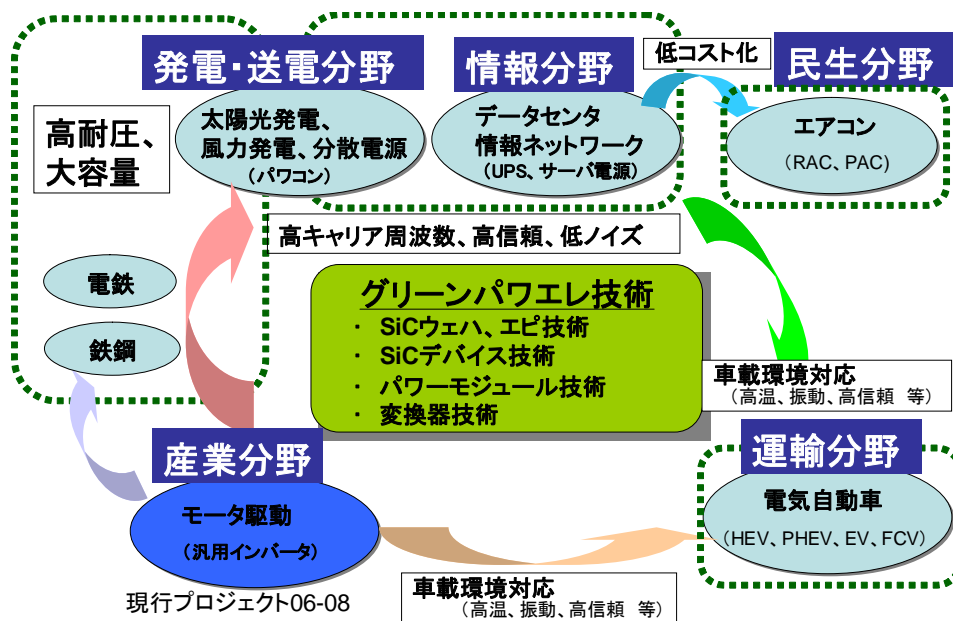 発電・送電分野
情報分野
低コスト化
民生分野
高耐圧、
大容量
太陽光発電、
風力発電、分散電源
(パワコン)
データセンタ
情報ネットワーク
(UPS、サーバ電源)
エアコン
(RAC、PAC)
高キャリア周波数、高信頼、低ノイズ
電鉄
鉄鋼
グリーンパワエレ技術
・ SiCウェハ、エピ技術
・ SiCデバイス技術
・ パワーモジュール技術
・ 変換器技術
車載環境対応
(高温、振動、高信頼 等)
産業分野
モータ駆動
(汎用インバータ)
現行プロジェクト06-08
運輸分野
電気自動車
(HEV、PHEV、EV、FCV)
車載環境対応
(高温、振動、高信頼 等)